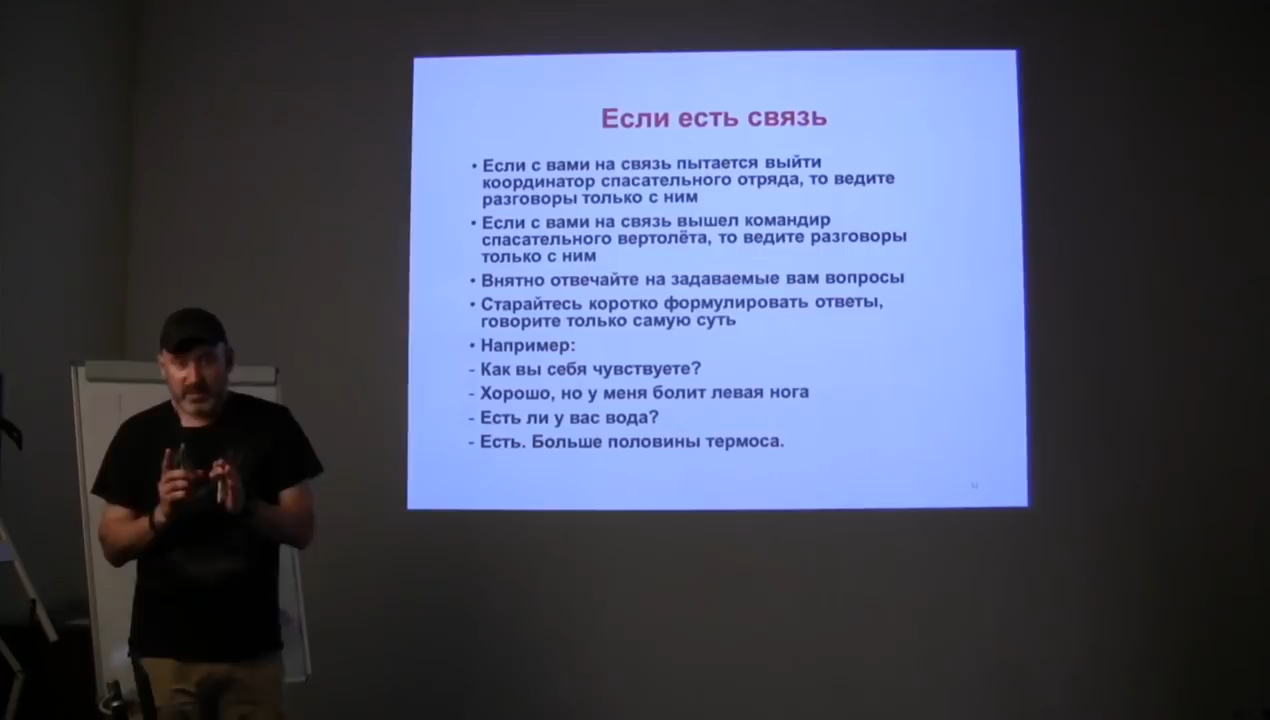 Если есть связь
• Если с вами на связь пытается выйти
координатор спасательного отряда, то ведите
разговоры только с ним
• Если с вами на связь вышел командир
спасательного вертолёта, то ведите разговоры
только с ним
• Внятно отвечайте на задаваемые вам вопросы
• Старайтесь коротко формулировать ответы,
говорите только самую суть
• Например:
- Как вы себя чувствуете?
- Хорошо, но у меня болит левая нога
- Есть ли у вас вода?
- Есть. Больше половины термоса.